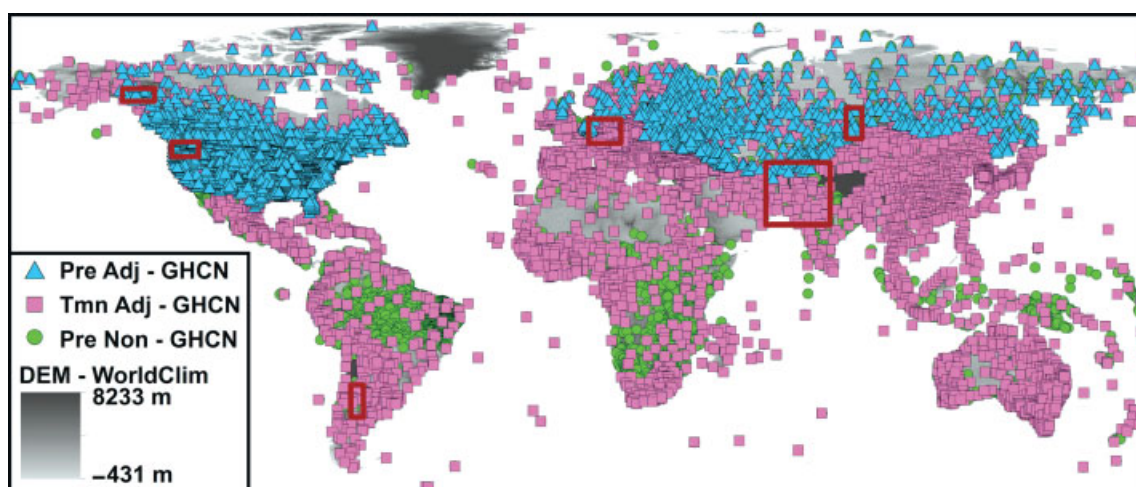 Pre Adj - GHCN
Tmn Adj - GHCN
Pre Non - GHCN
DEM - WorldClim
8233 m
−431 m